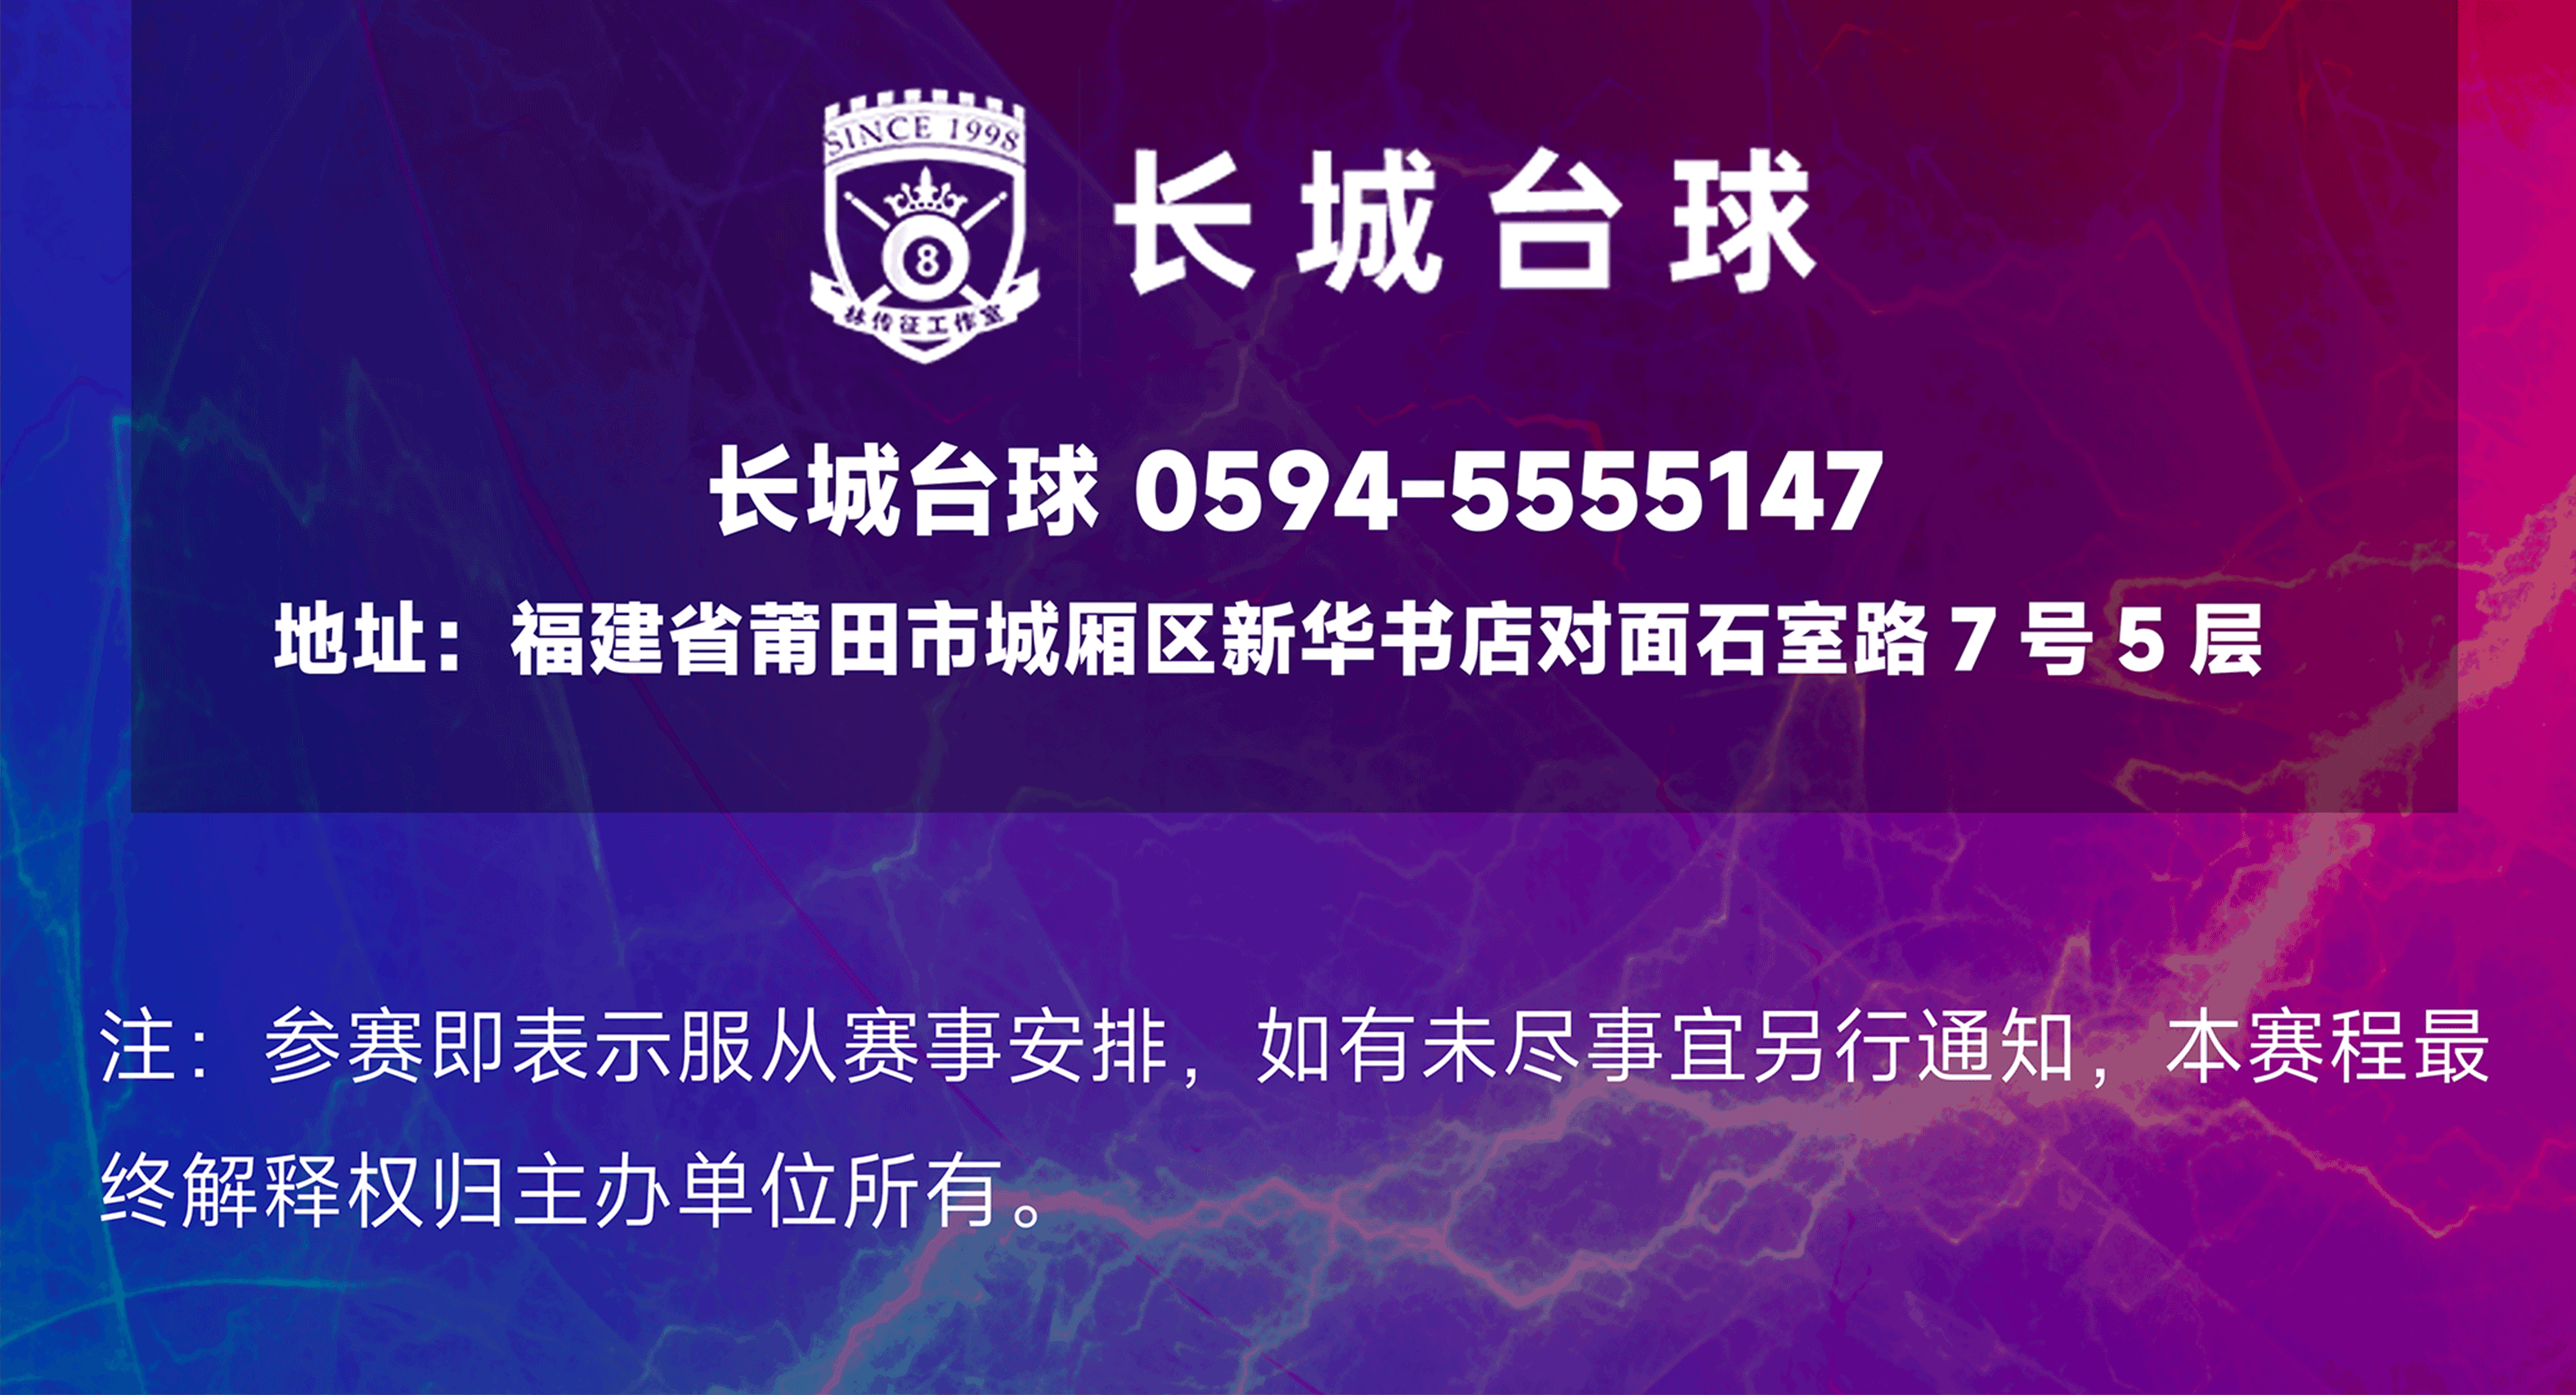 SINCE 1998
8
林传征工作室
长城台球
长城台球 0594-5555147
地址：福建省莆田市城厢区新华书店对面石室路7号5层
注：参赛即表示服从赛事安排，如有未尽事宜另行通知，本赛程最
终解释权归主办单位所有。